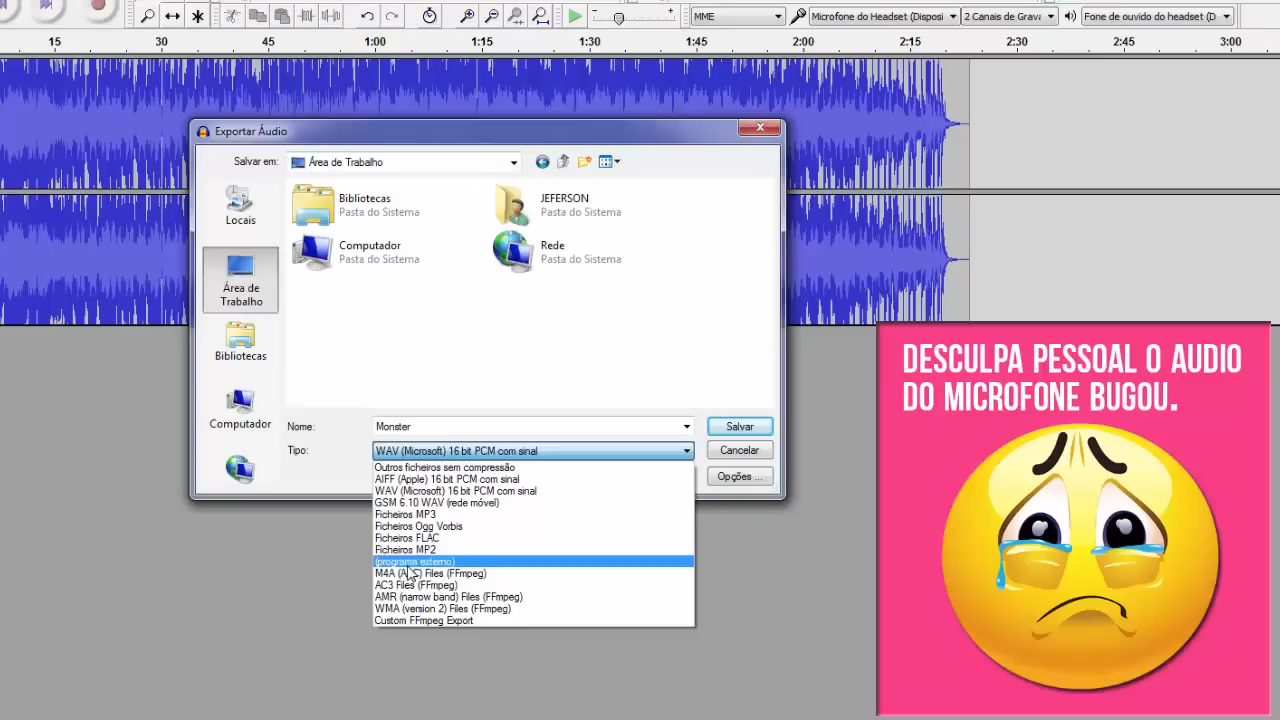 MME
Microfone do Headset (Disposi
2 Canais de Grava
Fone de ouvido do headset (D
15
30
45
1:00
1:15
1:30
1:45
2:00
2:15
2:30
2:45
3:00
Exportar Áudio
Salvar em:
Área de Trabalho
Locais
Área de
Trabalho
Bibliotecas
Computador
Bibliotecas
Pasta do Sistema
JEFERSON
Pasta do Sistema
Computador
Pasta do Sistema
Rede
Pasta do Sistema
Nome:
Monster
Salvar
Tipo:
WAV (Microsoft) 16 bit PCM com sinal
Cancelar
Opções ...
Outros ficheiros sem compressão
AIFF (Apple) 16 bit PCM com sinal
WAV (Microsoft) 16 bit PCM com sinal
GSM 6.10 WAV (rede móvel)
Ficheiros MP3
Ficheiros Ogg Vorbis
Ficheiros FLAC
Ficheiros MP2
(programa externo)
M4A (AAC) Files (FFmpeg)
AC3 Files (FFmpeg)
AMR (narrow band) Files (FFmpeg)
WMA (version 2) Files (FFmpeg)
Custom FFmpeg Export
DESCULPA PESSOAL O AUDIO
DO MICROFONE BUGOU.